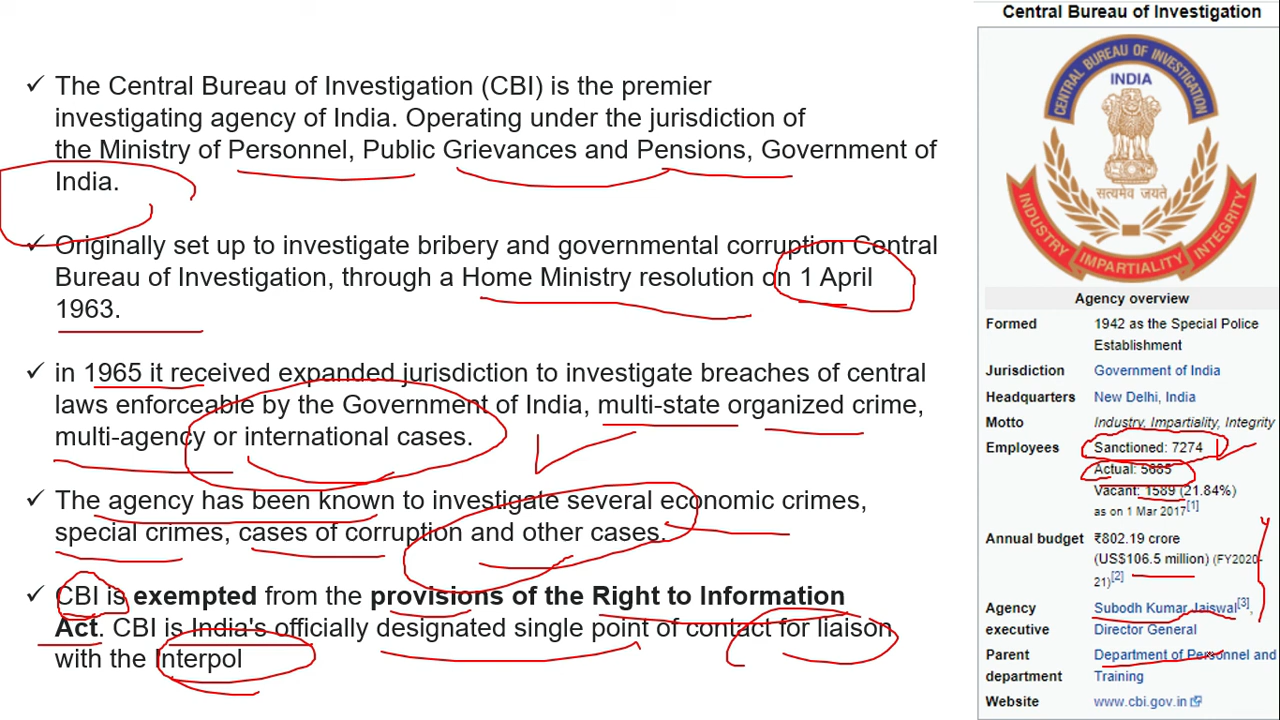 The Central Bureau of Investigation (CBI) is the premier
investigating agency of India. Operating under the jurisdiction of
the Ministry of Personnel, Public Grievances and Pensions, Government of
India.
Originally set up to investigate bribery and governmental corruption Central
Bureau of Investigation, through a Home Ministry resolution on 1 April
1963.
in 1965 it received expanded jurisdiction to investigate breaches of central
laws enforceable by the Government of India, multi-state organized crime,
multi-agency or international cases.
The agency has been known to investigate several economic crimes,
special crimes, cases of corruption and other cases.
CBI is exempted from the provisions of the Right to Information
Act. CBI is India's officially designated single point of contact for liaison
with the Interpol
Central Bureau of Investigation
CENTRAL BUREAU OF INVESTIGATION
INDIA
सत्यमेव जयते
INDUSTRY IMPARTIALITY INTEGRITY
Agency overview
Formed 1942 as the Special Police
Establishment
Jurisdiction Government of India
Headquarters New Delhi, India
Motto Industry, Impartiality, Integrity
Employees Sanctioned: 7274
Actual: 5685
Vacant: 1589 (21.84%)
as on 1 Mar 2017[1]
Annual budget ₹802.19 crore
(US$106.5 million) (FY2020-
21)[2]
Agency Subodh Kumar Jaiswal[3],
executive Director General
Parent Department of Personnel and
department Training
Website www.cbi.gov.in